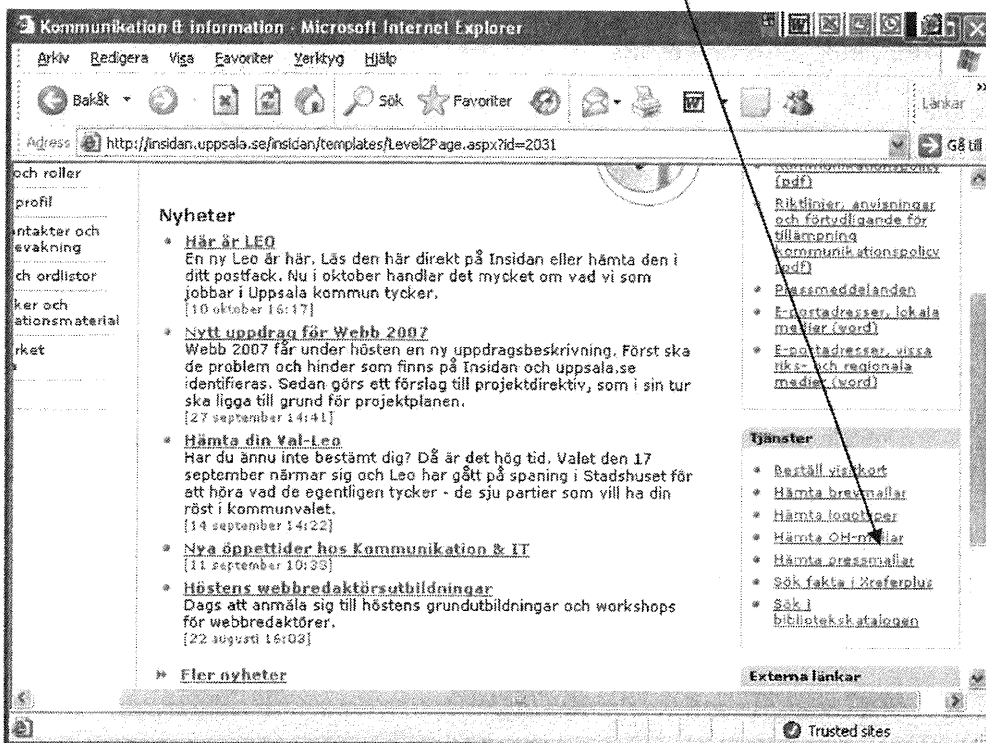 Kommunikation & information - Microsoft Internet Explorer
Arkiv Redigera Visa Favoriter Verktyg Hjälp
Bakåt Sök Favoriter Länkar
Adress http://insidan.uppsala.se/insidan/templates/Level2Page.aspx?id=2031 Gå till
och roller
profil
ntakter och
evakning
ch ordlistor
ker och
ationsmaterial
rket
Nyheter
Här är LEO
En ny Leo är här. Läs den här direkt på Insidan eller hämta den i
ditt postfack. Nu i oktober handlar det mycket om vad vi som
jobbar i Uppsala kommun tycker.
[10 oktober 16:17]
Nytt uppdrag för Webb 2007
Webb 2007 får under hösten en ny uppdragsbeskrivning. Först ska
de problem och hinder som finns på Insidan och uppsala.se
identifieras. Sedan görs ett förslag till projektdirektiv, som i sin tur
ska ligga till grund för projektplanen.
[27 september 14:41]
Hämta din Val-Leo
Har du ännu inte bestämt dig? Då är det hög tid. Valet den 17
september närmar sig och Leo har gått på spaning i Stadshuset för
att höra vad de egentligen tycker - de sju partier som vill ha din
röst i kommunvalet.
[14 september 14:22]
Nya öppettider hos Kommunikation & IT
[11 september 10:33]
Höstens webbredaktörsutbildningar
Dags att anmäla sig till höstens grundutbildningar och workshops
för webbredaktörer.
[22 augusti 16:03]
Fler nyheter
(pdf)
Riktlinjer, anvisningar
och förtydligande för
tillämpning
kommunikationspolicy
(pdf)
Pressmeddelanden
E-postadresser, lokala
medier (word)
E-postadresser, vissa
riks- och regionala
medier (word)
Tjänster
Beställ visitkort
Hämta brevmallar
Hämta logotyper
Hämta OH-mallar
Hämta pressmallar
Sök fakta i Xreferplus
Sök i
bibliotekskatalogen
Externa länkar
Trusted sites